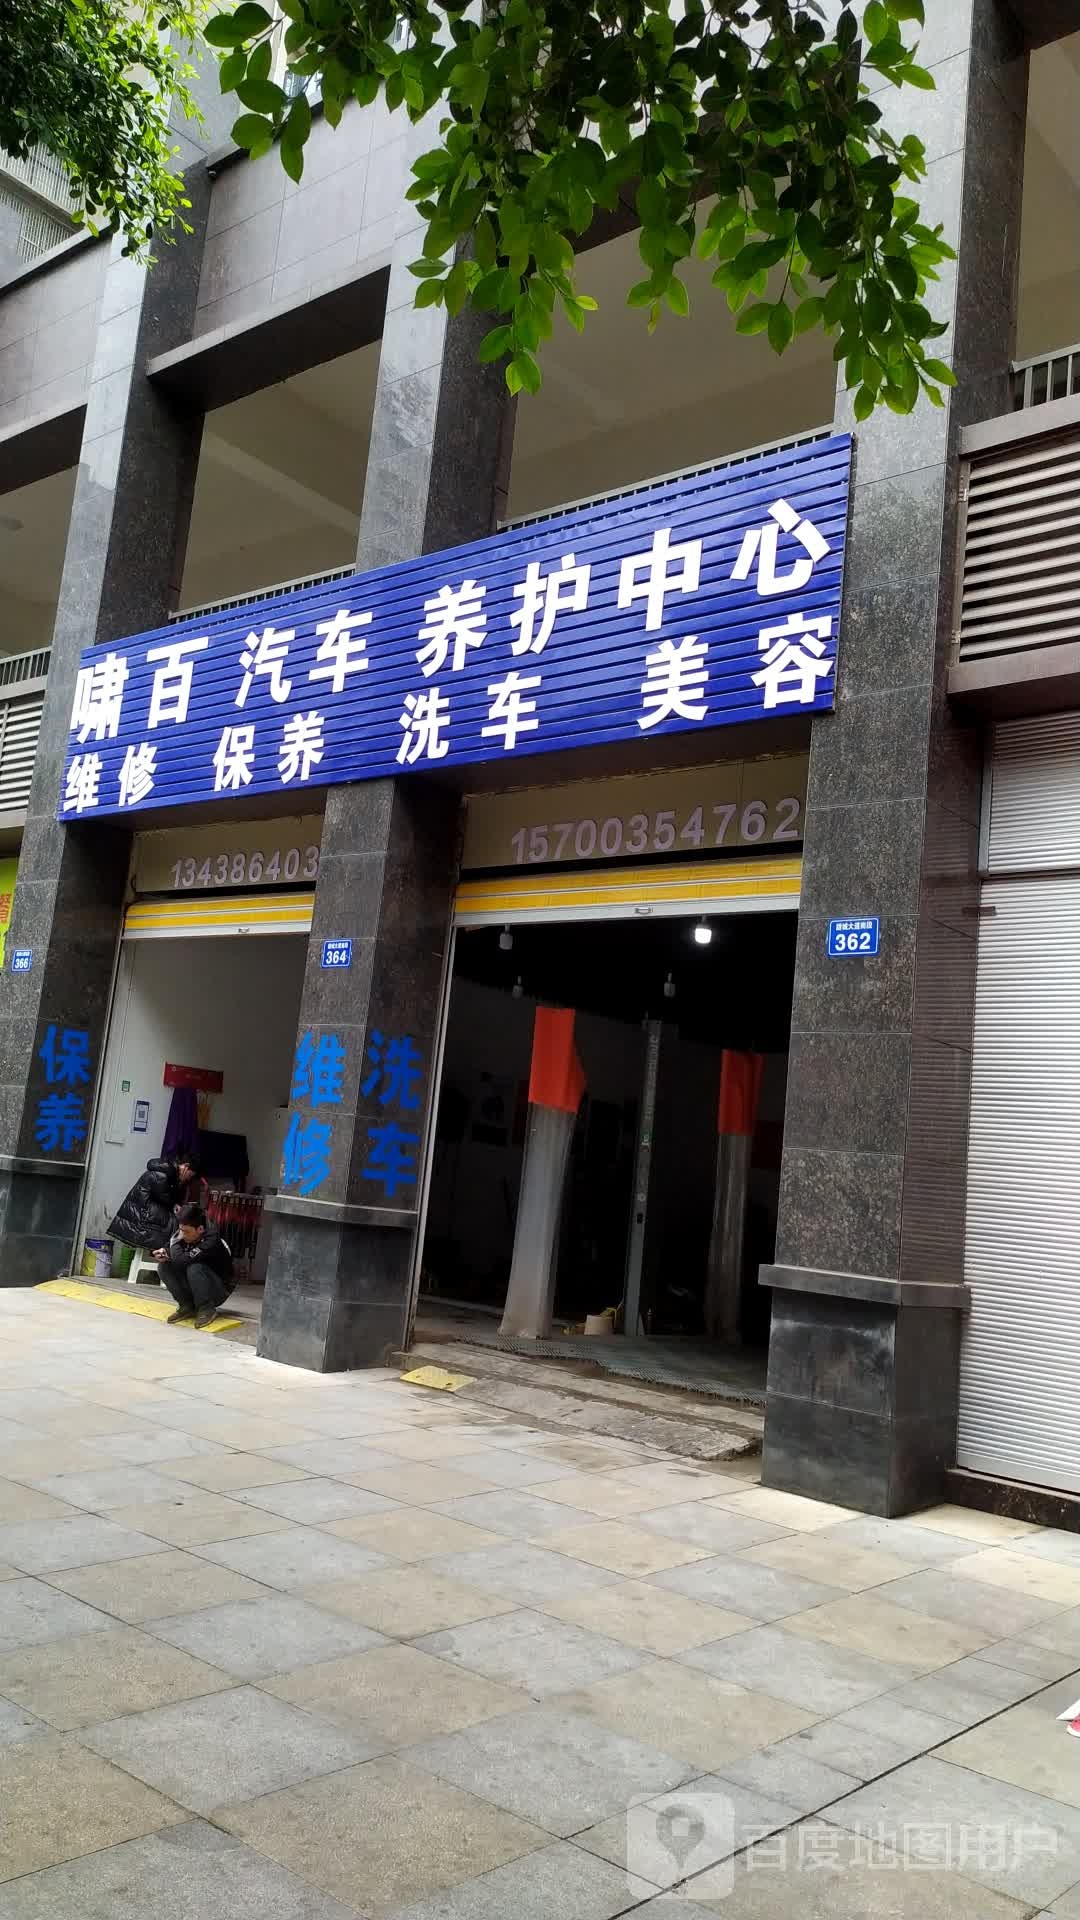 啸百 汽车 养护中心
维修 保养 洗车 美容
134386403
15700354762
366
364
362
保养
维修
洗车
百度地图用户